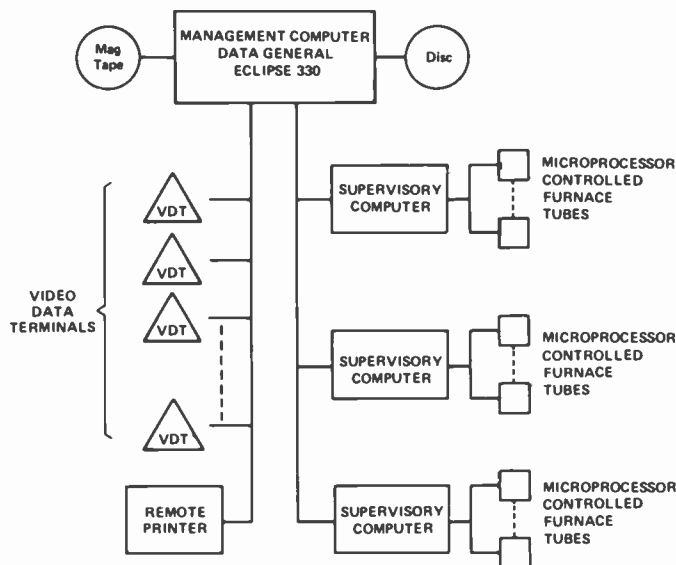 MANAGEMENT COMPUTER
DATA GENERAL
ECLIPSE 330
Mag
Tape
Disc
VIDEO
DATA
TERMINALS
VDT
VDT
VDT
VDT
REMOTE
PRINTER
SUPERVISORY
COMPUTER
MICROPROCESSOR
CONTROLLED
FURNACE
TUBES
SUPERVISORY
COMPUTER
MICROPROCESSOR
CONTROLLED
FURNACE
TUBES
SUPERVISORY
COMPUTER
MICROPROCESSOR
CONTROLLED
FURNACE
TUBES